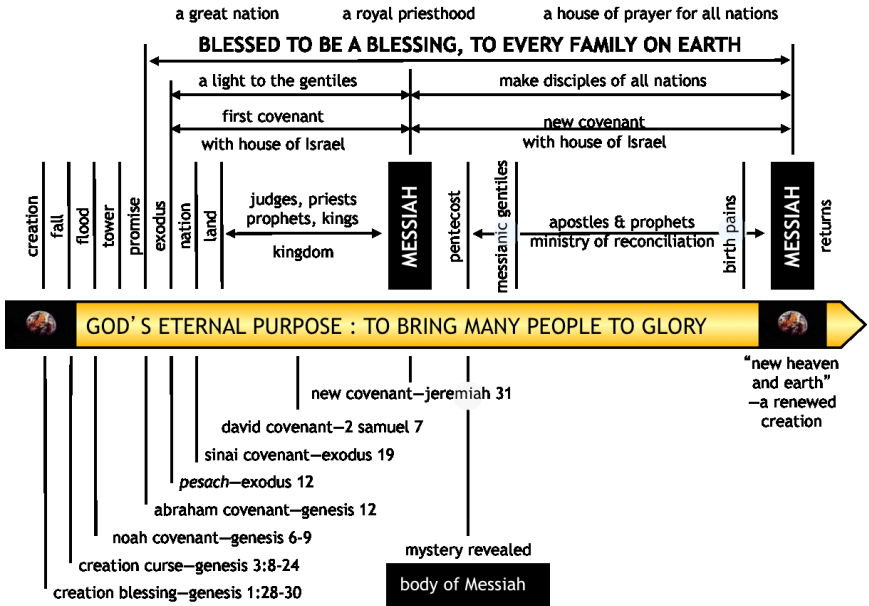 a great nation
a royal priesthood
a house of prayer for all nations
BLESSED TO BE A BLESSING, TO EVERY FAMILY ON EARTH
a light to the gentiles
make disciples of all nations
first covenant
with house of Israel
new covenant
with house of Israel
creation
fall
flood
tower
promise
exodus
nation
land
judges, priests
prophets, kings
kingdom
MESSIAH
pentecost
messianic gentiles
apostles & prophets
ministry of reconciliation
birth pains
MESSIAH
returns
GOD'S ETERNAL PURPOSE : TO BRING MANY PEOPLE TO GLORY
"new heaven
and earth"
—a renewed
creation
new covenant—jeremiah 31
david covenant—2 samuel 7
sinai covenant—exodus 19
pesach—exodus 12
abraham covenant—genesis 12
noah covenant—genesis 6-9
creation curse—genesis 3:8-24
creation blessing—genesis 1:28-30
mystery revealed
body of Messiah